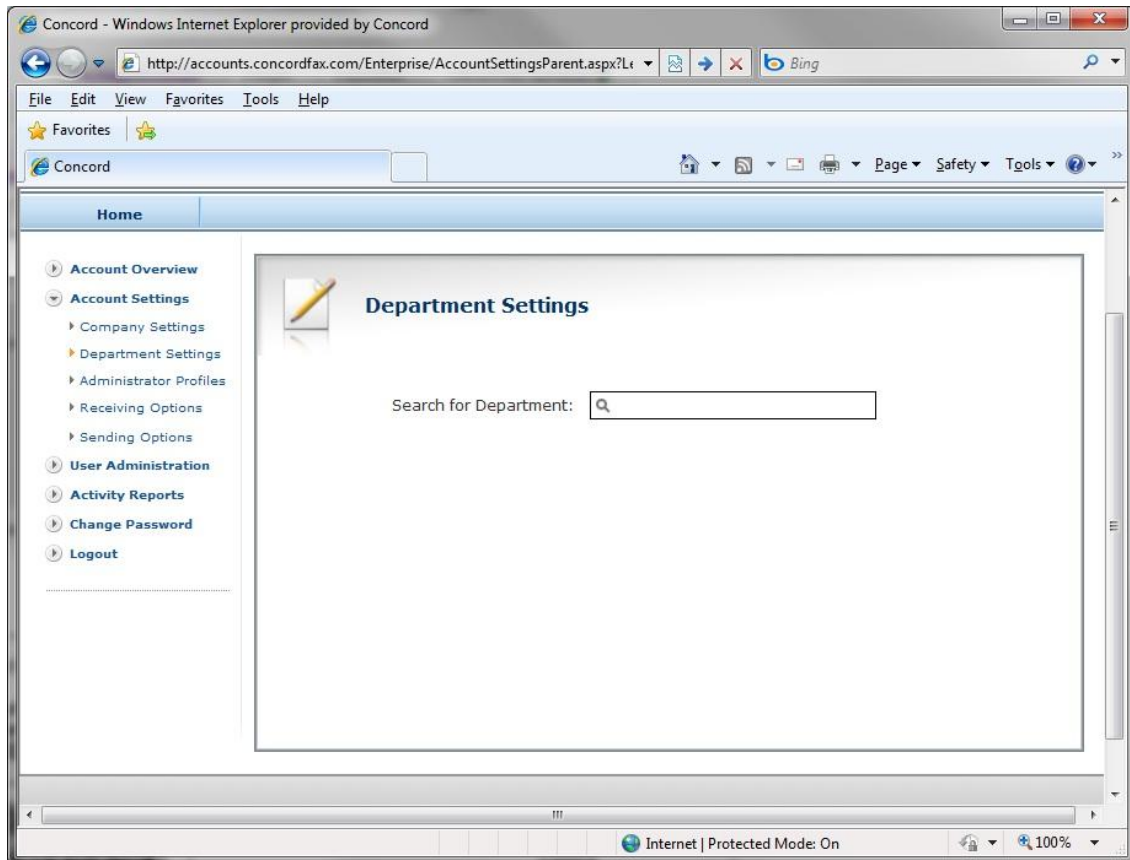 Concord - Windows Internet Explorer provided by Concord
http://accounts.concordfax.com/Enterprise/AccountSettingsParent.aspx?Le
Bing
File Edit View Favorites Tools Help
Favorites
Concord
Page Safety Tools
Home
Account Overview
Account Settings
Company Settings
Department Settings
Administrator Profiles
Receiving Options
Sending Options
User Administration
Activity Reports
Change Password
Logout
Department Settings
Search for Department:
Internet | Protected Mode: On
100%